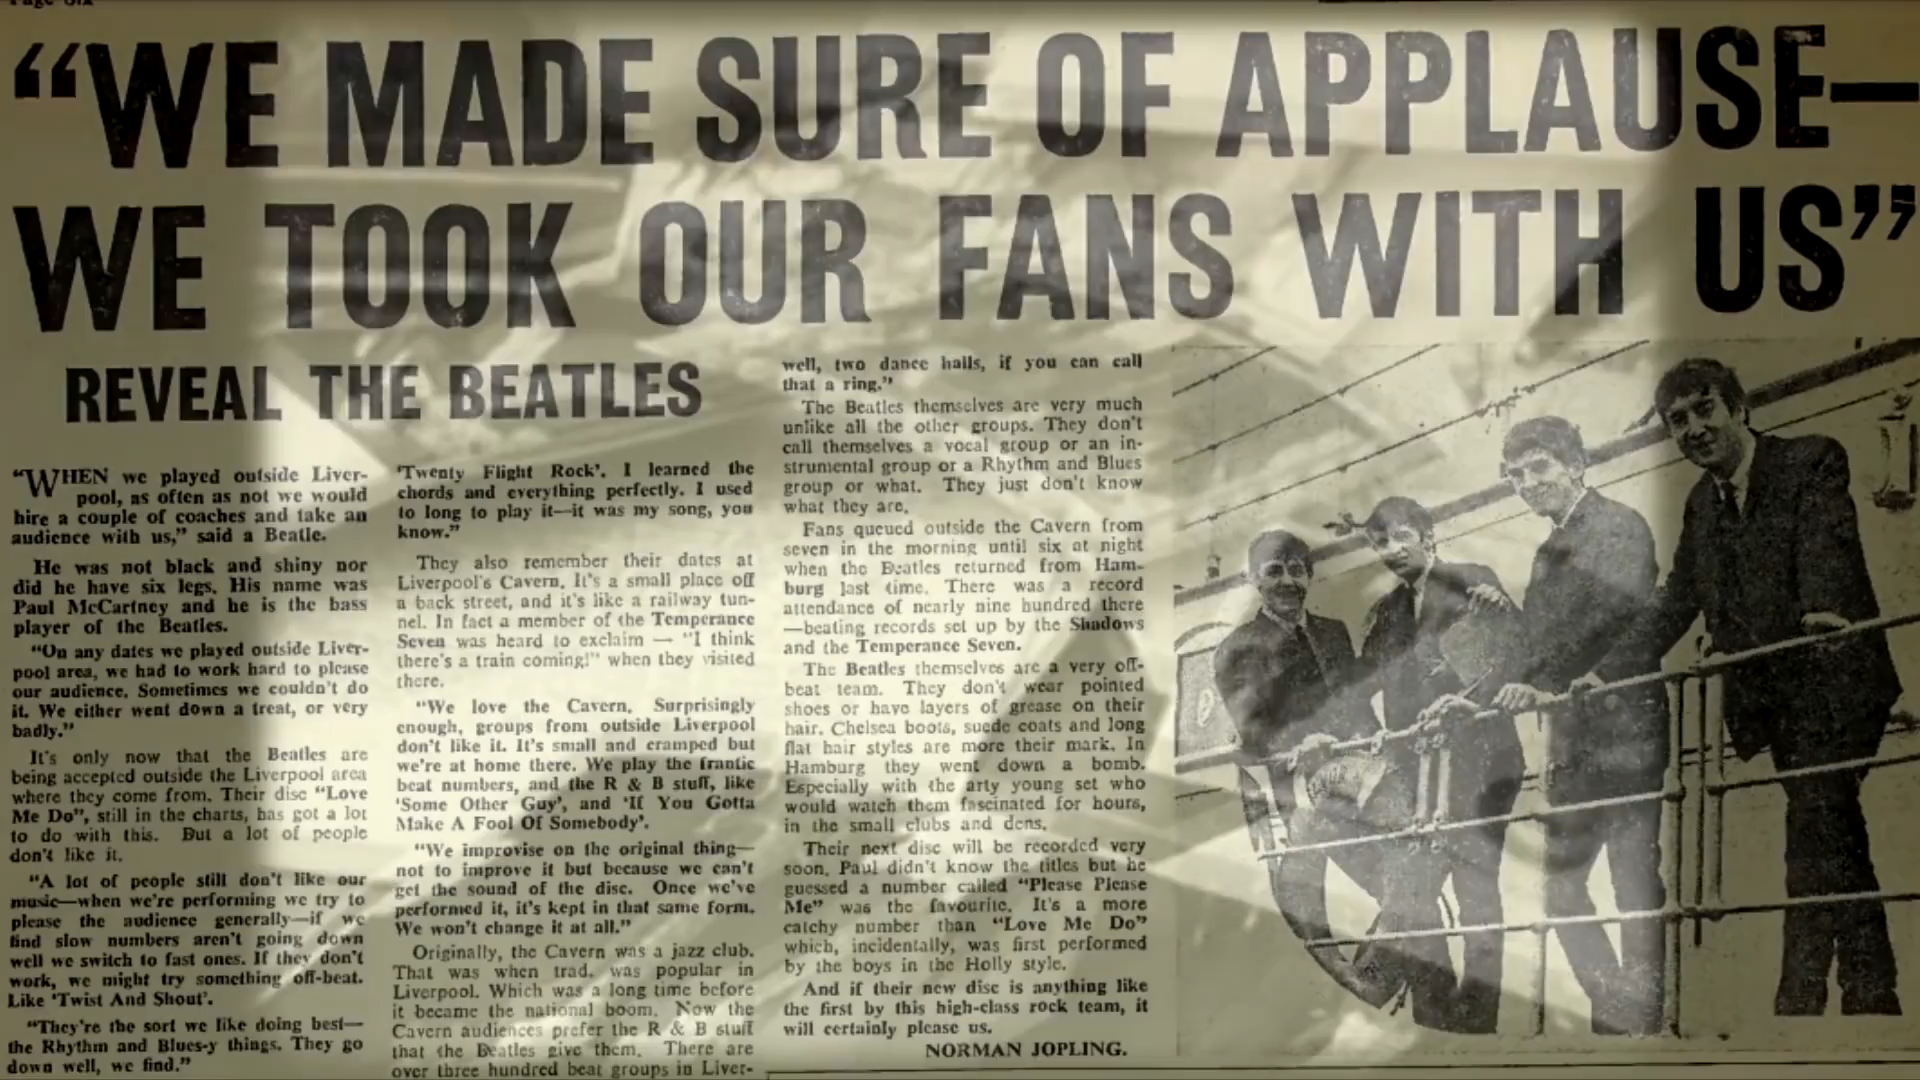 Page Six
“WE MADE SURE OF APPLAUSE—
WE TOOK OUR FANS WITH US”
REVEAL THE BEATLES
“WHEN we played outside Liver-
pool, as often as not we would
hire a couple of coaches and take an
audience with us,” said a Beatle.
He was not black and shiny nor
did he have six legs. His name was
Paul McCartney and he is the bass
player of the Beatles.
“On any dates we played outside Liver-
pool area, we had to work hard to please
our audience. Sometimes we couldn't do
it. We either went down a treat, or very
badly.”
It's only now that the Beatles are
being accepted outside the Liverpool area
where they come from. Their disc “Love
Me Do”, still in the charts, has got a lot
to do with this. But a lot of people
don't like it.
“A lot of people still don't like our
music—when we're performing we try to
please the audience generally—if we
find slow numbers aren't going down
well we switch to fast ones. If they don't
work, we might try something off-beat.
Like ‘Twist And Shout’.
“They're the sort we like doing best—
the Rhythm and Blues-y things. They go
down well, we find.”
‘Twenty Flight Rock’. I learned the
chords and everything perfectly. I used
to long to play it—it was my song, you
know.”
They also remember their dates at
Liverpool's Cavern. It's a small place off
a back street, and it's like a railway tun-
nel. In fact a member of the Temperance
Seven was heard to exclaim — “I think
there's a train coming!” when they visited
there.
“We love the Cavern. Surprisingly
enough, groups from outside Liverpool
don't like it. It's small and cramped but
we're at home there. We play the frantic
beat numbers, and the R & B stuff, like
‘Some Other Guy’, and ‘If You Gotta
Make A Fool Of Somebody’.
“We improvise on the original thing—
not to improve it but because we can't
get the sound of the disc. Once we've
performed it, it's kept in that same form.
We won't change it at all.”
Originally, the Cavern was a jazz club.
That was when trad. was popular in
Liverpool. Which was a long time before
it became the national boom. Now the
Cavern audiences prefer the R & B stuff
that the Beatles give them. There are
over three hundred beat groups in Liver-
well, two dance halls, if you can call
that a ring.”
The Beatles themselves are very much
unlike all the other groups. They don't
call themselves a vocal group or an in-
strumental group or a Rhythm and Blues
group or what. They just don't know
what they are.
Fans queued outside the Cavern from
seven in the morning until six at night
when the Beatles returned from Ham-
burg last time. There was a record
attendance of nearly nine hundred there
—beating records set up by the Shadows
and the Temperance Seven.
The Beatles themselves are a very off-
beat team. They don't wear pointed
shoes or have layers of grease on their
hair. Chelsea boots, suede coats and long
flat hair styles are more their mark. In
Hamburg they went down a bomb.
Especially with the arty young set who
would watch them fascinated for hours,
in the small clubs and dens.
Their next disc will be recorded very
soon. Paul didn't know the titles but he
guessed a number called “Please Please
Me” was the favourite. It's a more
catchy number than “Love Me Do”
which, incidentally, was first performed
by the boys in the Holly style.
And if their new disc is anything like
the first by this high-class rock team, it
will certainly please us.
NORMAN JOPLING.